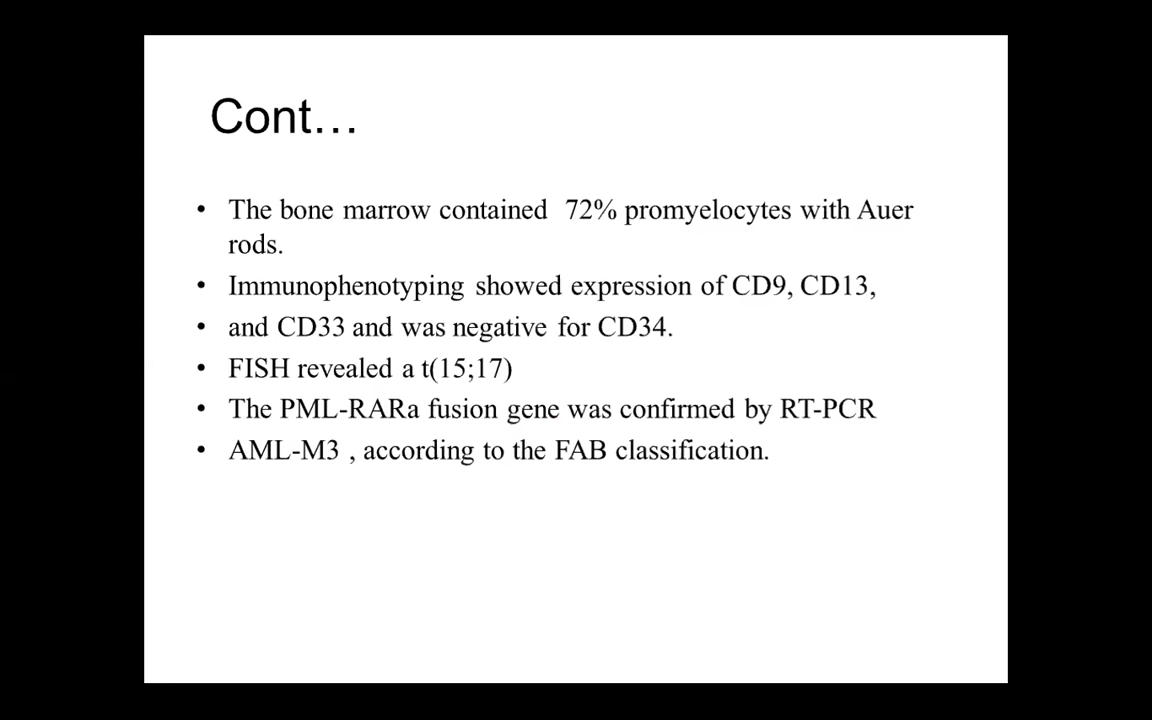 Cont…
• The bone marrow contained 72% promyelocytes with Auer
rods.
• Immunophenotyping showed expression of CD9, CD13,
• and CD33 and was negative for CD34.
• FISH revealed a t(15;17)
• The PML-RARa fusion gene was confirmed by RT-PCR
• AML-M3 , according to the FAB classification.